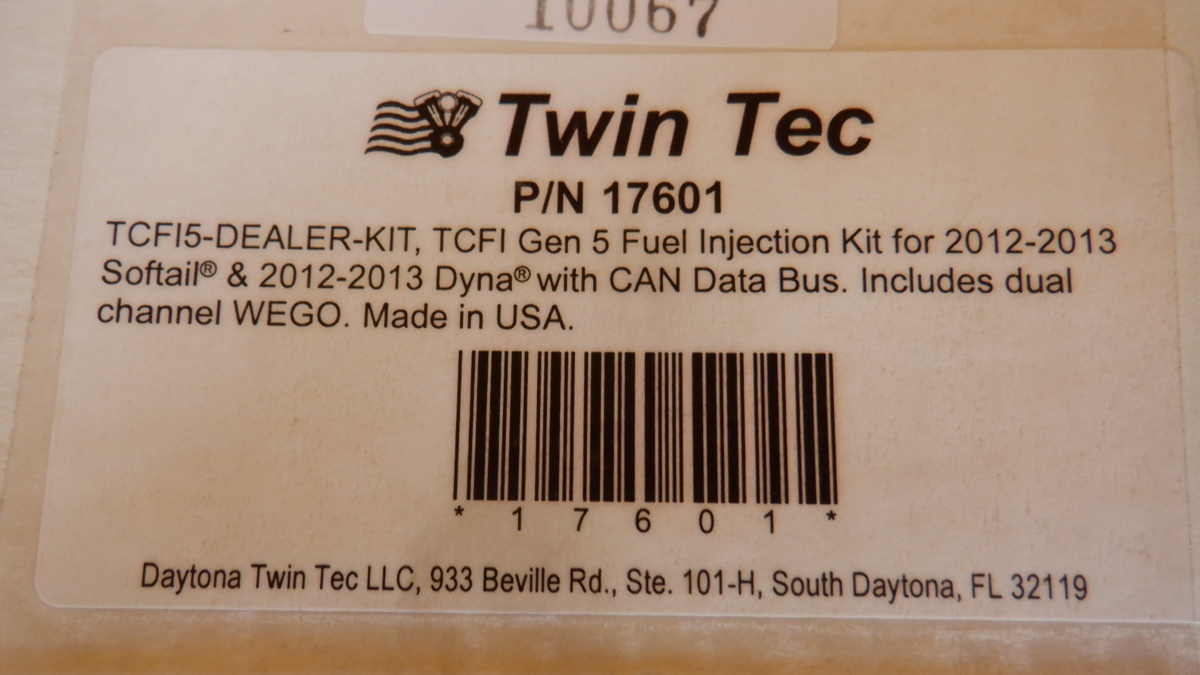 10067
Twin Tec
P/N 17601
TCFI5-DEALER-KIT, TCFI Gen 5 Fuel Injection Kit for 2012-2013
Softail® & 2012-2013 Dyna® with CAN Data Bus. Includes dual
channel WEGO. Made in USA.
* 1 7 6 0 1 *
Daytona Twin Tec LLC, 933 Beville Rd., Ste. 101-H, South Daytona, FL 32119